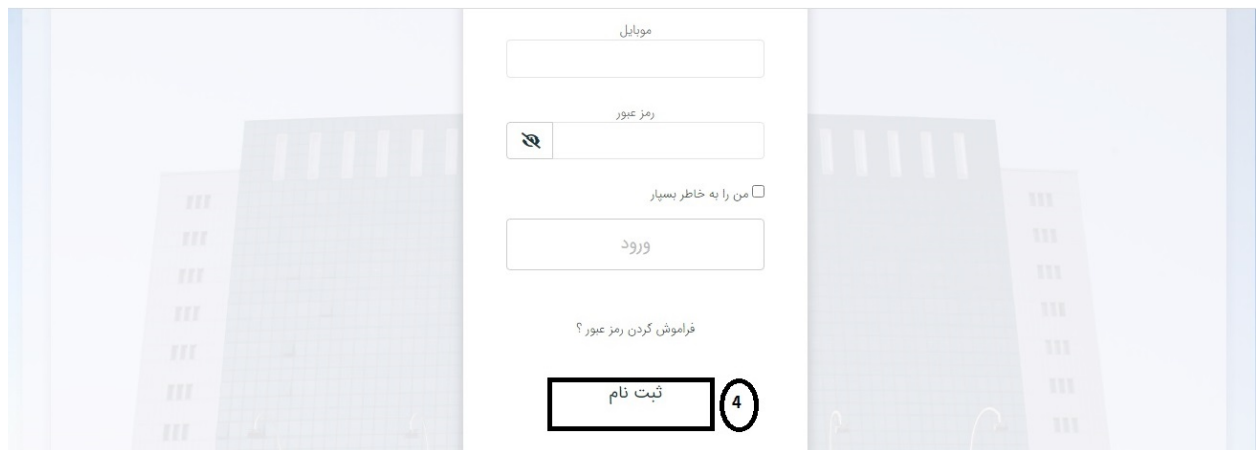 موبایل
رمز عبور
من را به خاطر بسپار
ورود
فراموش کردن رمز عبور ؟
ثبت نام
4